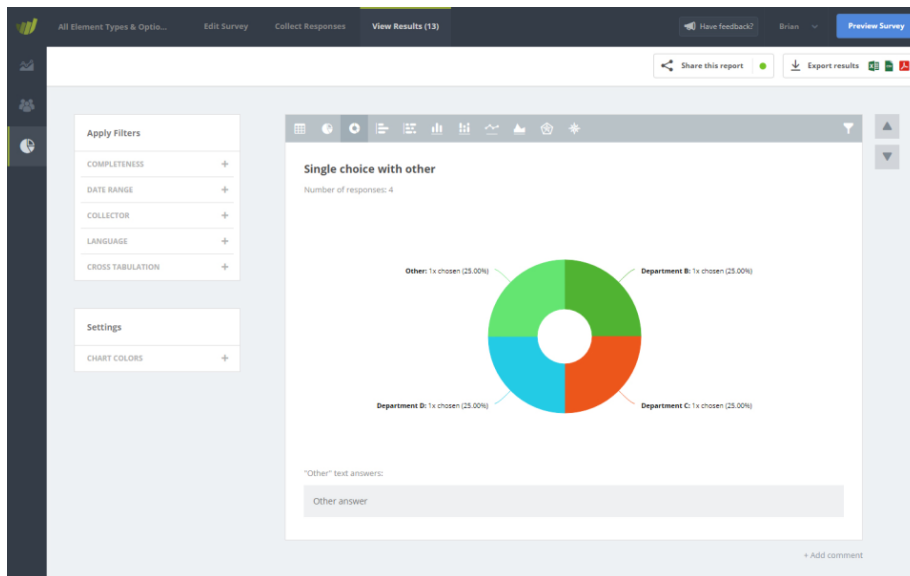 All Element Types & Optio...
Edit Survey
Collect Responses
View Results (13)
Have feedback?
Brian
Preview Survey
Share this report
Export results
Apply Filters
COMPLETENESS +
DATE RANGE +
COLLECTOR +
LANGUAGE +
CROSS TABULATION +
Settings
CHART COLORS +
Single choice with other
Number of responses: 4
Other: 1x chosen (25.00%)
Department B: 1x chosen (25.00%)
Department D: 1x chosen (25.00%)
Department C: 1x chosen (25.00%)
"Other" text answers:
Other answer
+ Add comment